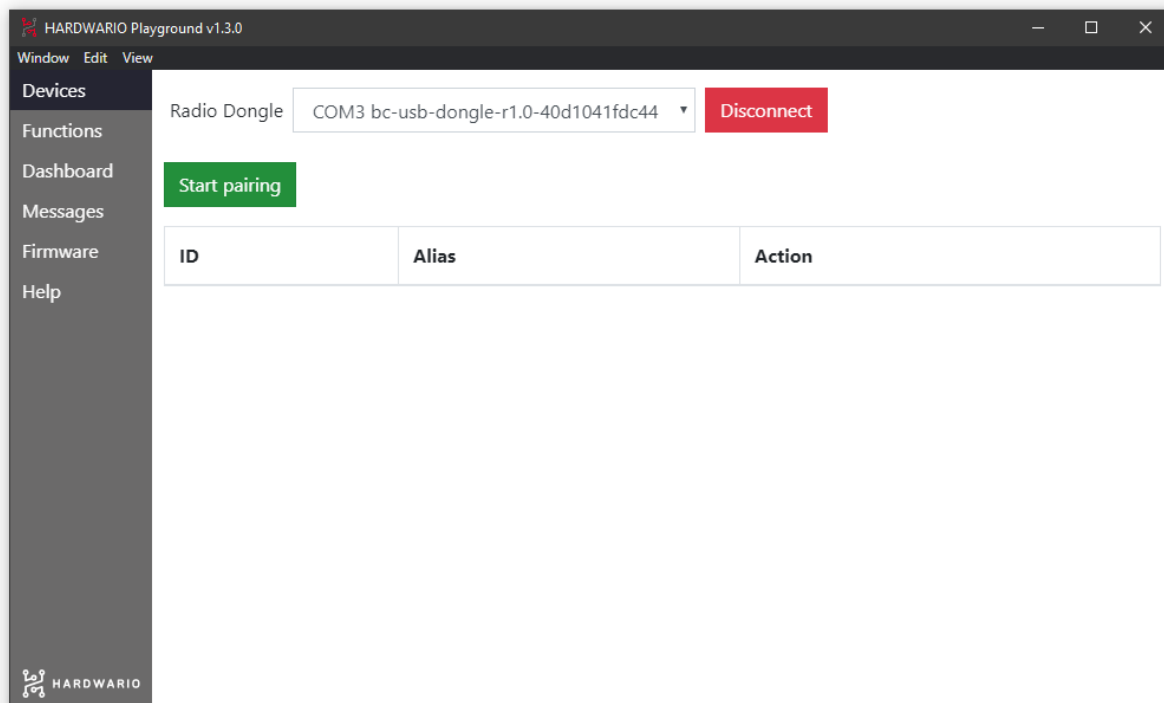 HARDWARIO Playground v1.3.0
Window Edit View
Devices
Functions
Dashboard
Messages
Firmware
Help
Radio Dongle COM3 bc-usb-dongle-r1.0-40d1041fdc44 Disconnect
Start pairing
ID Alias Action
HARDWARIO